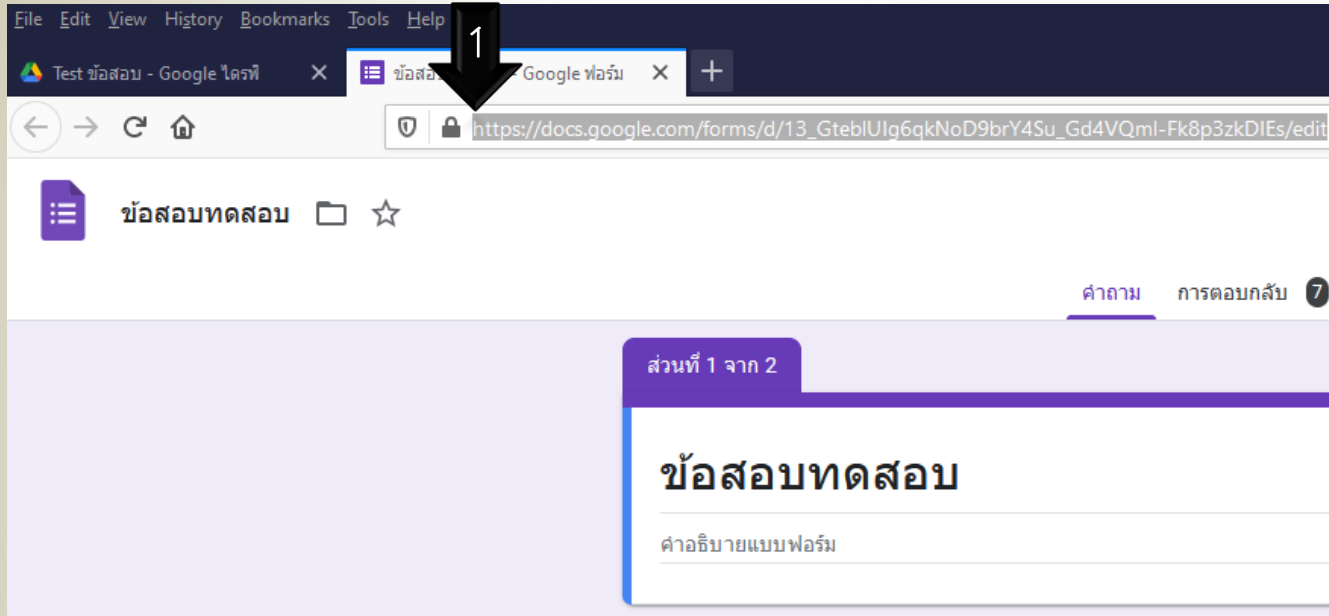 File Edit View History Bookmarks Tools Help
1
Test ข้อสอบ - Google ไดรฟ์
- Google ฟอร์ม
https://docs.google.com/forms/d/13_GteblUIg6qkNoD9brY4Su_Gd4VQml-Fk8p3zkDIEs/edit
ข้อสอบทดสอบ
คำถาม การตอบกลับ 7
ส่วนที่ 1 จาก 2
ข้อสอบทดสอบ
คำอธิบายแบบฟอร์ม